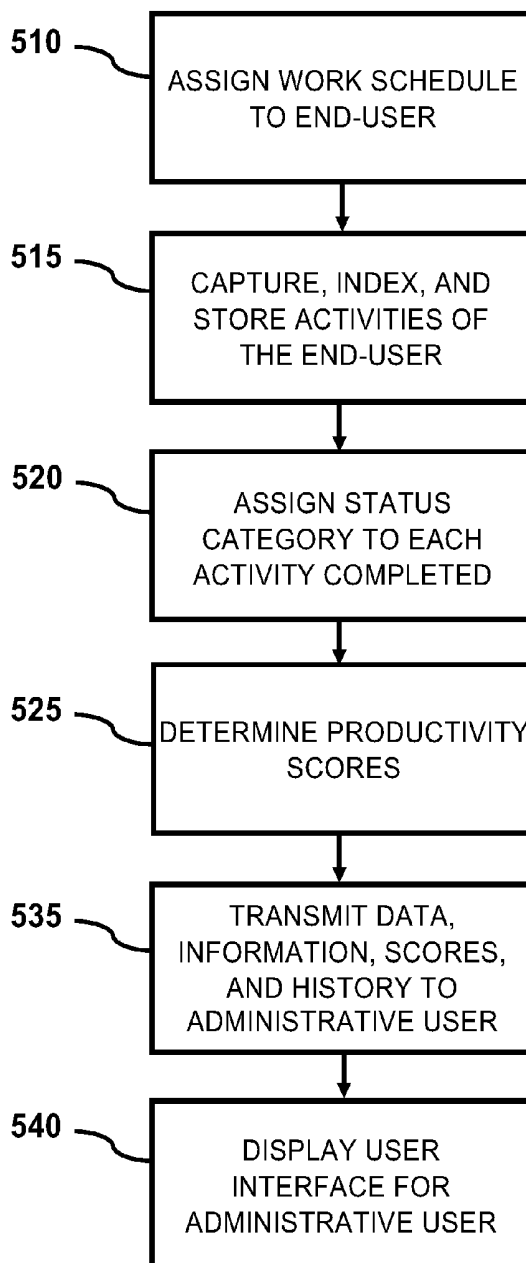 510
ASSIGN WORK SCHEDULE
TO END-USER
515
CAPTURE, INDEX, AND
STORE ACTIVITIES OF
THE END-USER
520
ASSIGN STATUS
CATEGORY TO EACH
ACTIVITY COMPLETED
525
DETERMINE PRODUCTIVITY
SCORES
535
TRANSMIT DATA,
INFORMATION, SCORES,
AND HISTORY TO
ADMINISTRATIVE USER
540
DISPLAY USER
INTERFACE FOR
ADMINISTRATIVE USER